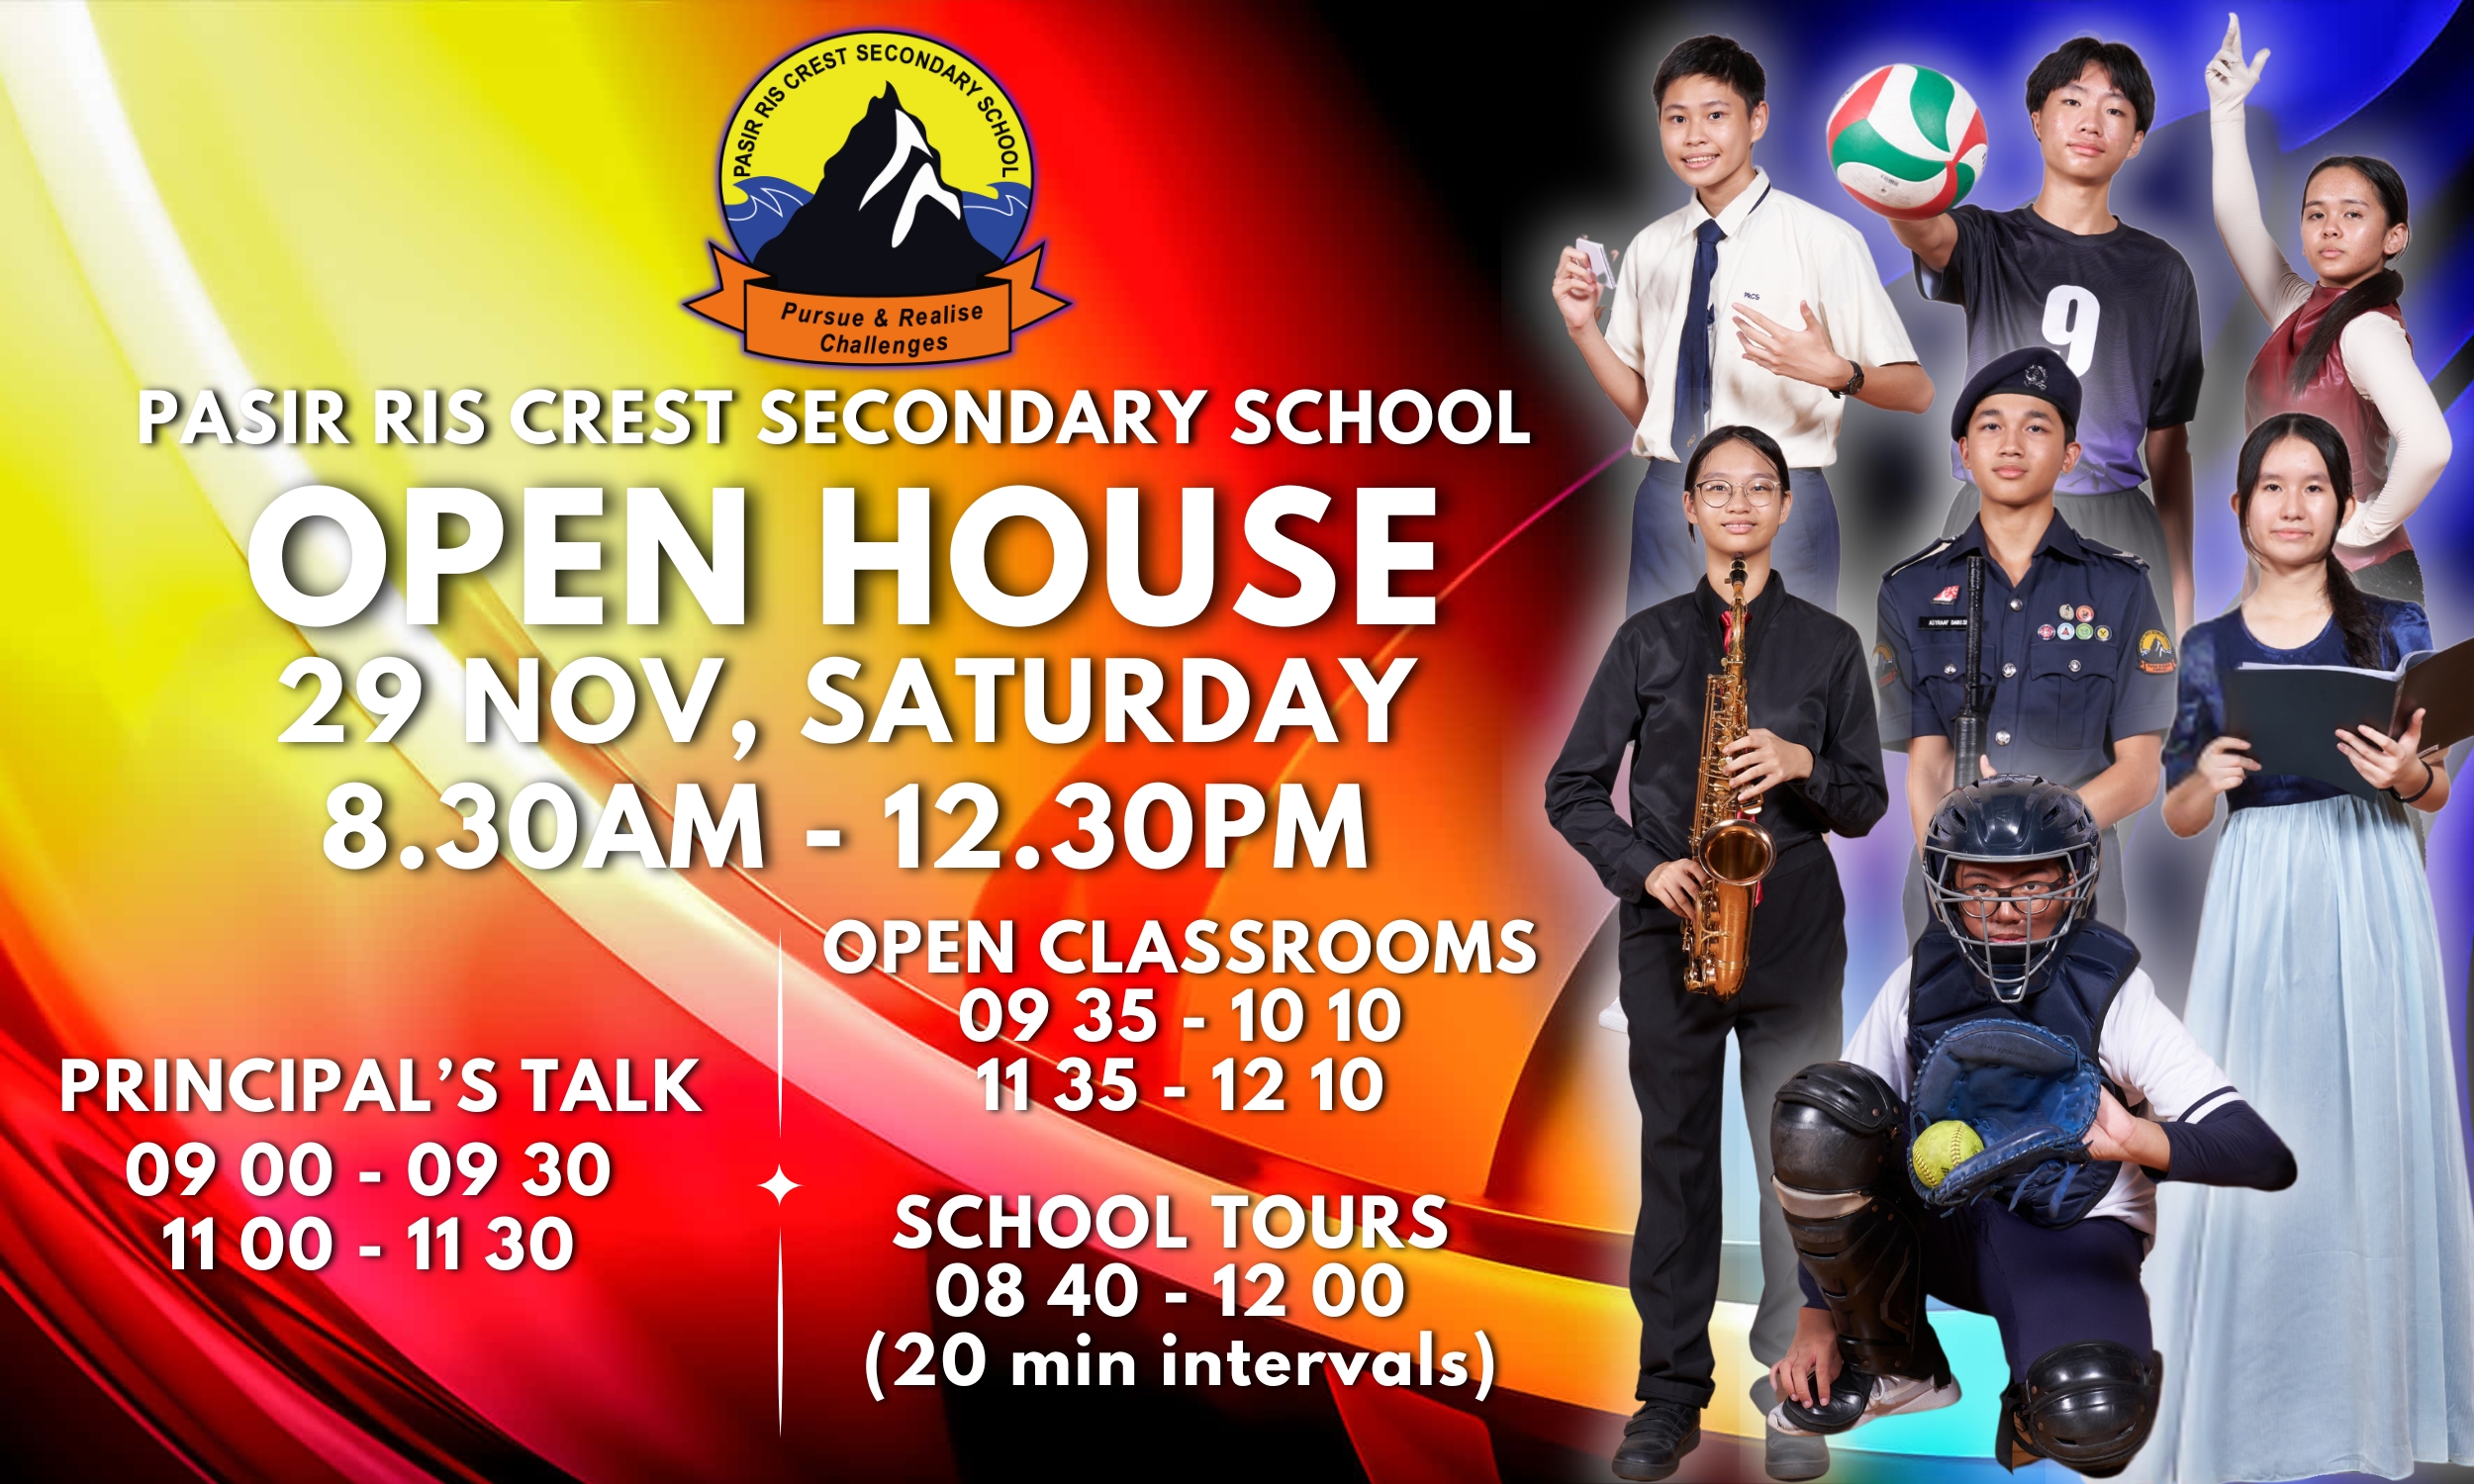 PASIR RIS CREST SECONDARY SCHOOL
Pursue & Realise
Challenges
PASIR RIS CREST SECONDARY SCHOOL
OPEN HOUSE
29 NOV, SATURDAY
8.30AM - 12.30PM
PRINCIPAL'S TALK
09 00 - 09 30
11 00 - 11 30
OPEN CLASSROOMS
09 35 - 10 10
11 35 - 12 10
SCHOOL TOURS
08 40 - 12 00
(20 min intervals)
PRCS
9